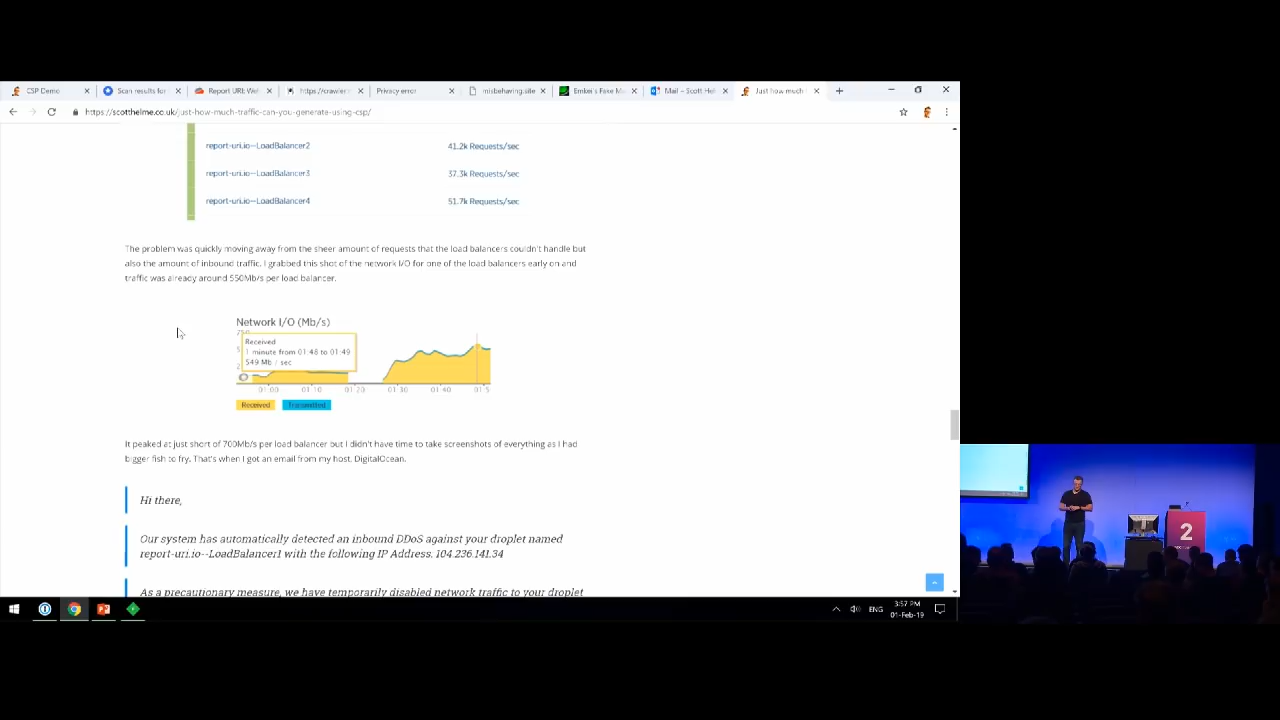 CSP Demo
Scan results for
Report URI: Wel
https://crawler.
Privacy error
misbehaving.site
Emkei's Fake Ma
Mail – Scott Hel
Just how much
https://scotthelme.co.uk/just-how-much-traffic-can-you-generate-using-csp/
report-uri.io--LoadBalancer2 41.2k Requests/sec
report-uri.io--LoadBalancer3 37.3k Requests/sec
report-uri.io--LoadBalancer4 51.7k Requests/sec
The problem was quickly moving away from the sheer amount of requests that the load balancers couldn't handle but
also the amount of inbound traffic. I grabbed this shot of the network I/O for one of the load balancers early on and
traffic was already around 550Mb/s per load balancer.
Network I/O (Mb/s)
Received
1 minute from 01:48 to 01:49
549 Mb / sec
01:00 01:10 01:20 01:30 01:40 01:5
Received Transmitted
It peaked at just short of 700Mb/s per load balancer but I didn't have time to take screenshots of everything as I had
bigger fish to fry. That's when I got an email from my host, DigitalOcean.
Hi there,
Our system has automatically detected an inbound DDoS against your droplet named
report-uri.io--LoadBalancer1 with the following IP Address: 104.236.141.34
As a precautionary measure, we have temporarily disabled network traffic to your droplet
2
ENG
3:57 PM
01-Feb-19